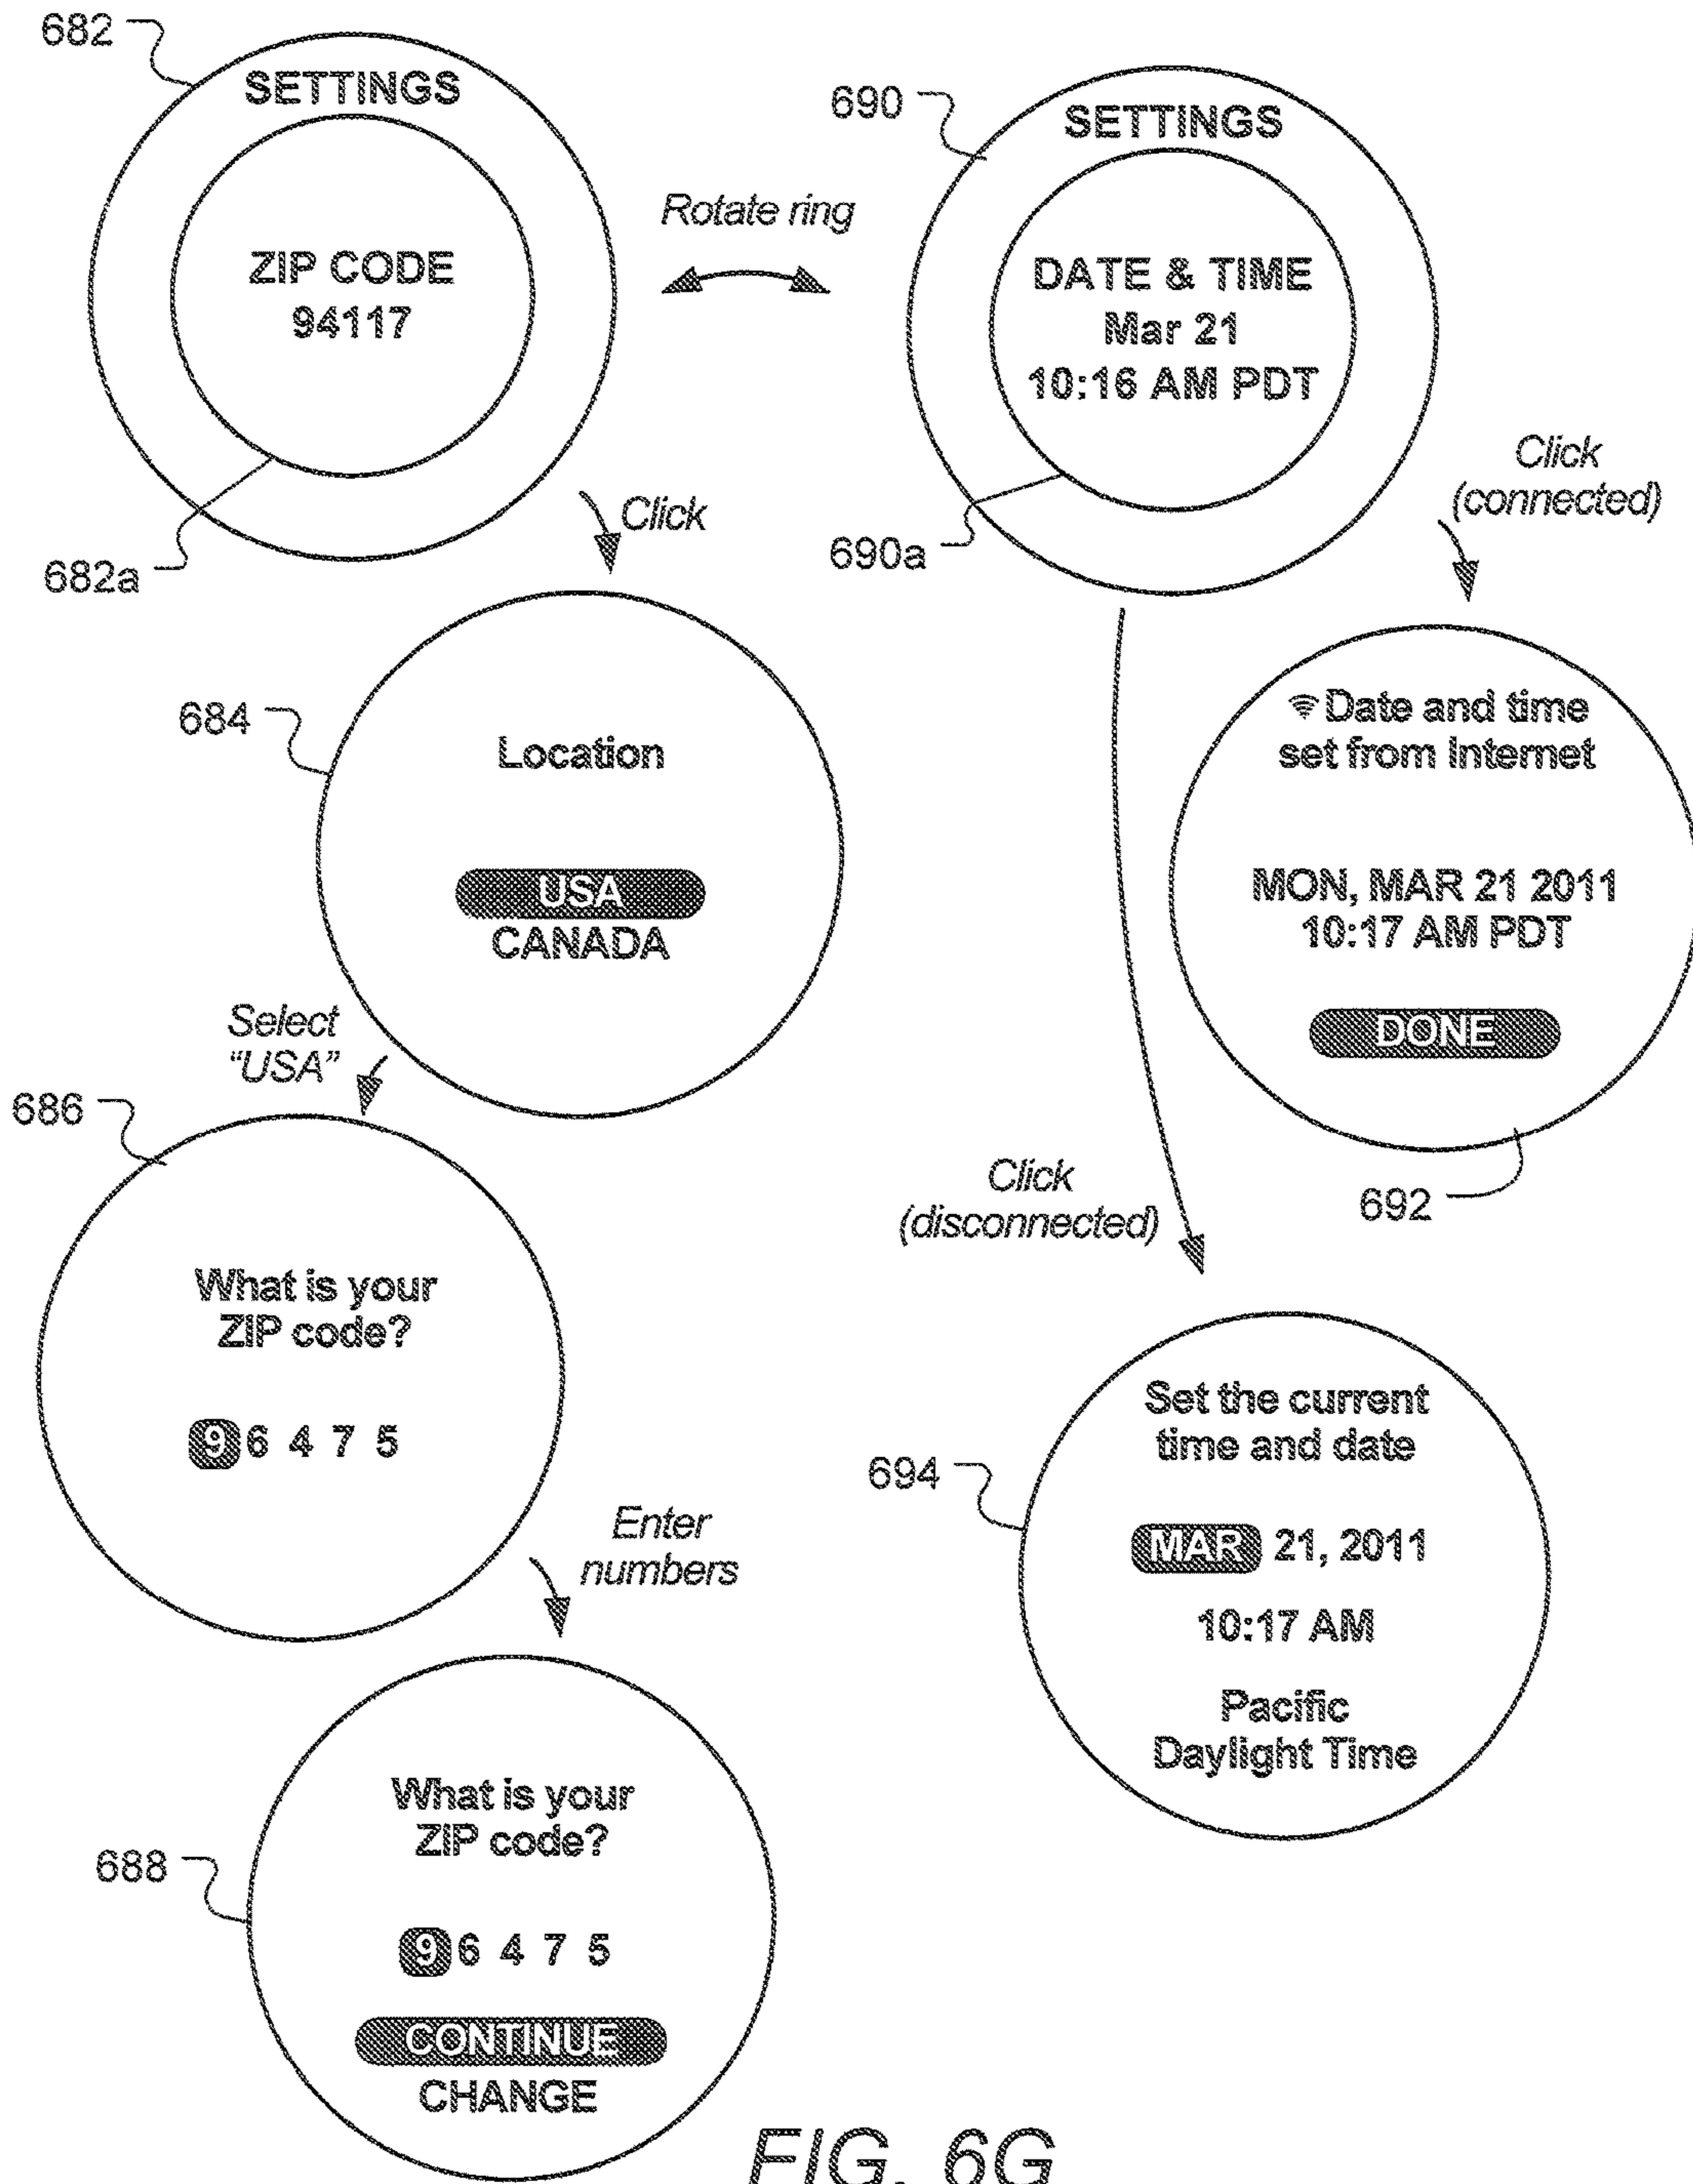 682
SETTINGS
ZIP CODE
94117
682a
Rotate ring
690
SETTINGS
DATE & TIME
Mar 21
10:16 AM PDT
690a
Click
Click
(connected)
684
Location
USA
CANADA
Date and time
set from Internet
MON, MAR 21 2011
10:17 AM PDT
DONE
692
Select
“USA”
686
What is your
ZIP code?
9 6 4 7 5
Click
(disconnected)
Enter
numbers
694
Set the current
time and date
MAR 21, 2011
10:17 AM
Pacific
Daylight Time
688
What is your
ZIP code?
9 6 4 7 5
CONTINUE
CHANGE
FIG. 6G